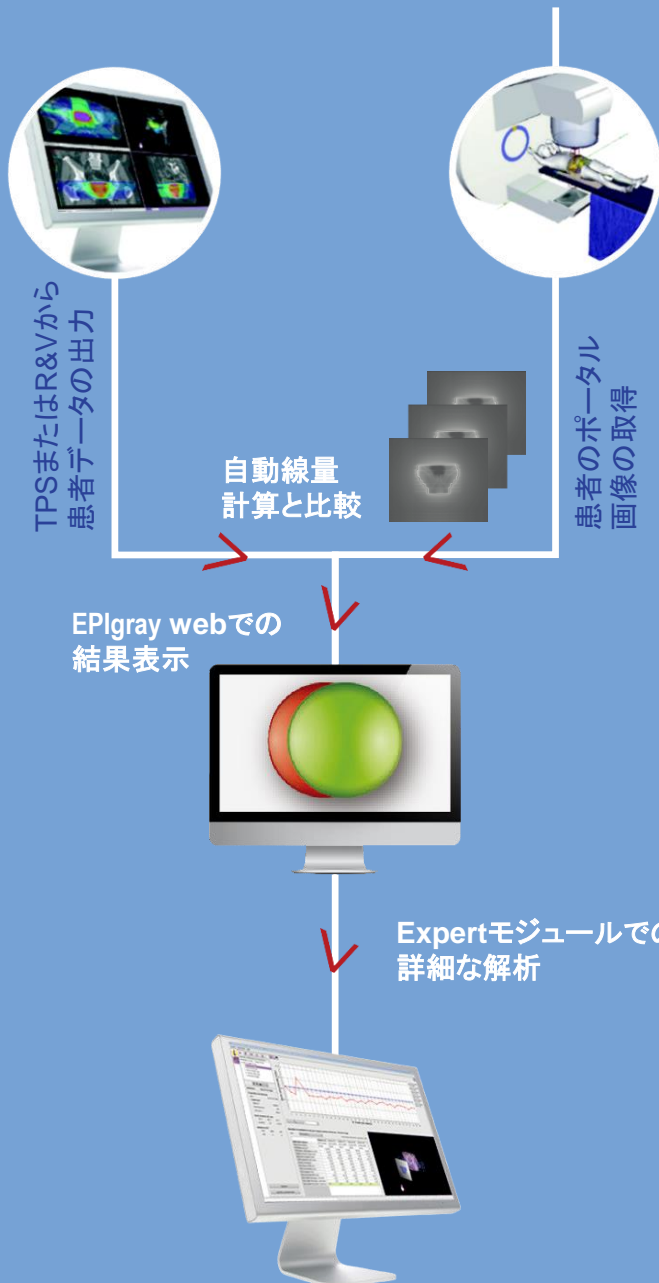 TPSまたはR&Vから
患者データの出力
患者のポータル
画像の取得
自動線量
計算と比較
EPIgray webでの
結果表示
Expertモジュールでの
詳細な解析